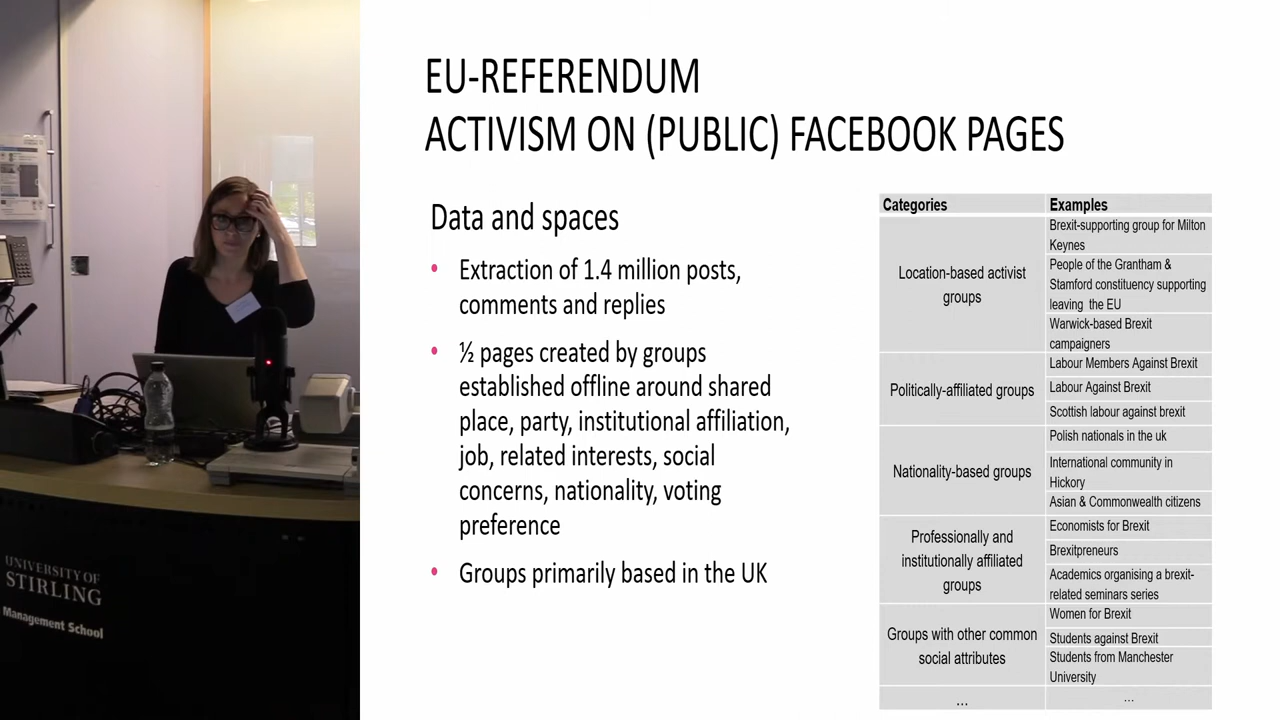 EU-REFERENDUM
ACTIVISM ON (PUBLIC) FACEBOOK PAGES
Data and spaces
• Extraction of 1.4 million posts,
comments and replies
• ½ pages created by groups
established offline around shared
place, party, institutional affiliation,
job, related interests, social
concerns, nationality, voting
preference
• Groups primarily based in the UK
Categories Examples
Location-based activist
groups
Brexit-supporting group for Milton
Keynes
People of the Grantham &
Stamford constituency supporting
leaving the EU
Warwick-based Brexit
campaigners
Politically-affiliated groups
Labour Members Against Brexit
Labour Against Brexit
Scottish labour against brexit
Nationality-based groups
Polish nationals in the uk
International community in
Hickory
Asian & Commonwealth citizens
Professionally and
institutionally affiliated
groups
Economists for Brexit
Brexitpreneurs
Academics organising a brexit-
related seminars series
Groups with other common
social attributes
Women for Brexit
Students against Brexit
Students from Manchester
University
... ...
UNIVERSITY OF
STIRLING
Management School